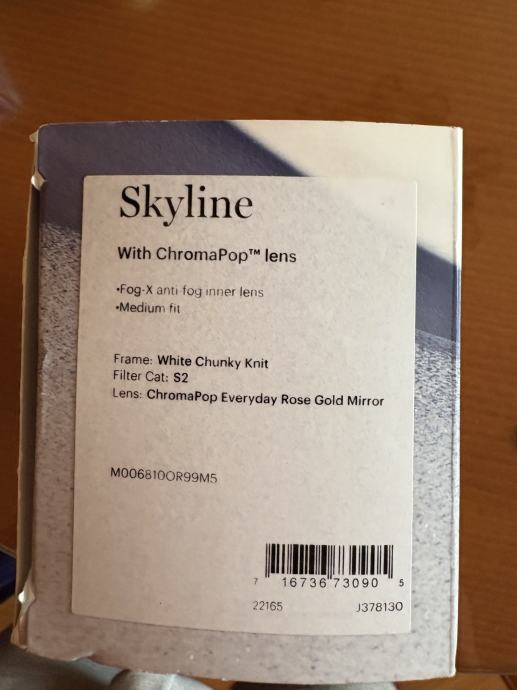 Skyline
With ChromaPop™ lens
•Fog-X anti fog inner lens
•Medium fit
Frame: White Chunky Knit
Filter Cat: S2
Lens: ChromaPop Everyday Rose Gold Mirror
M006810OR99M5
7 16736 73090 5
22165 J378130